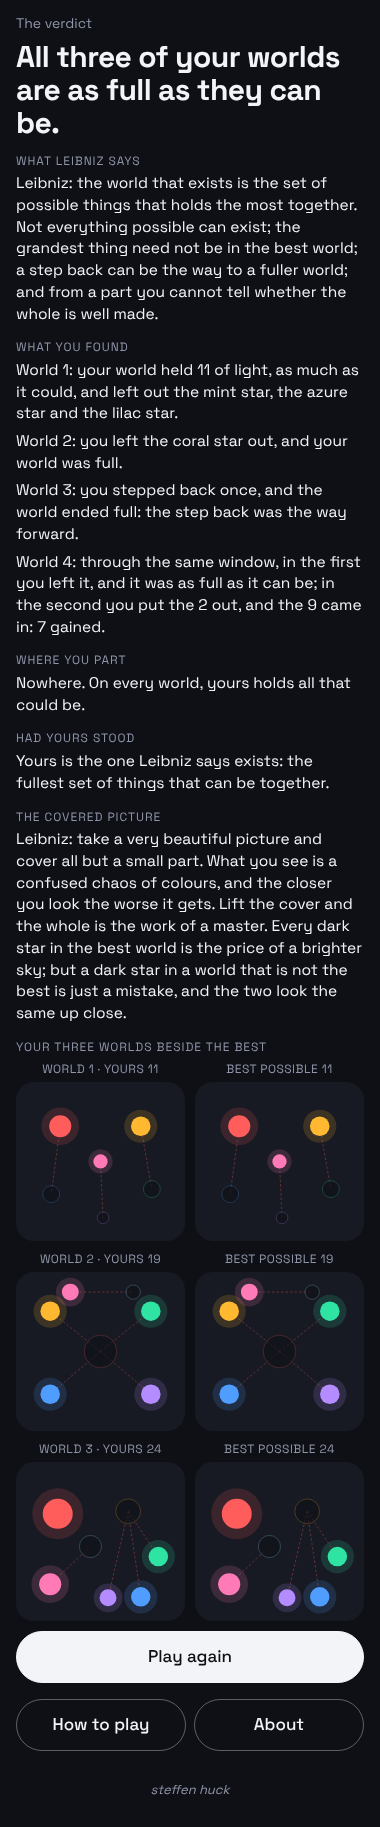 The verdict
All three of your worlds
are as full as they can
be.
WHAT LEIBNIZ SAYS
Leibniz: the world that exists is the set of
possible things that holds the most together.
Not everything possible can exist; the
grandest thing need not be in the best world;
a step back can be the way to a fuller world;
and from a part you cannot tell whether the
whole is well made.
WHAT YOU FOUND
World 1: your world held 11 of light, as much as
it could, and left out the mint star, the azure
star and the lilac star.
World 2: you left the coral star out, and your
world was full.
World 3: you stepped back once, and the
world ended full: the step back was the way
forward.
World 4: through the same window, in the first
you left it, and it was as full as it can be; in
the second you put the 2 out, and the 9 came
in: 7 gained.
WHERE YOU PART
Nowhere. On every world, yours holds all that
could be.
HAD YOURS STOOD
Yours is the one Leibniz says exists: the
fullest set of things that can be together.
THE COVERED PICTURE
Leibniz: take a very beautiful picture and
cover all but a small part. What you see is a
confused chaos of colours, and the closer
you look the worse it gets. Lift the cover and
the whole is the work of a master. Every dark
star in the best world is the price of a brighter
sky; but a dark star in a world that is not the
best is just a mistake, and the two look the
same up close.
YOUR THREE WORLDS BESIDE THE BEST
WORLD 1 · YOURS 11
BEST POSSIBLE 11
WORLD 2 · YOURS 19
BEST POSSIBLE 19
WORLD 3 · YOURS 24
BEST POSSIBLE 24
Play again
How to play
About
steffen huck